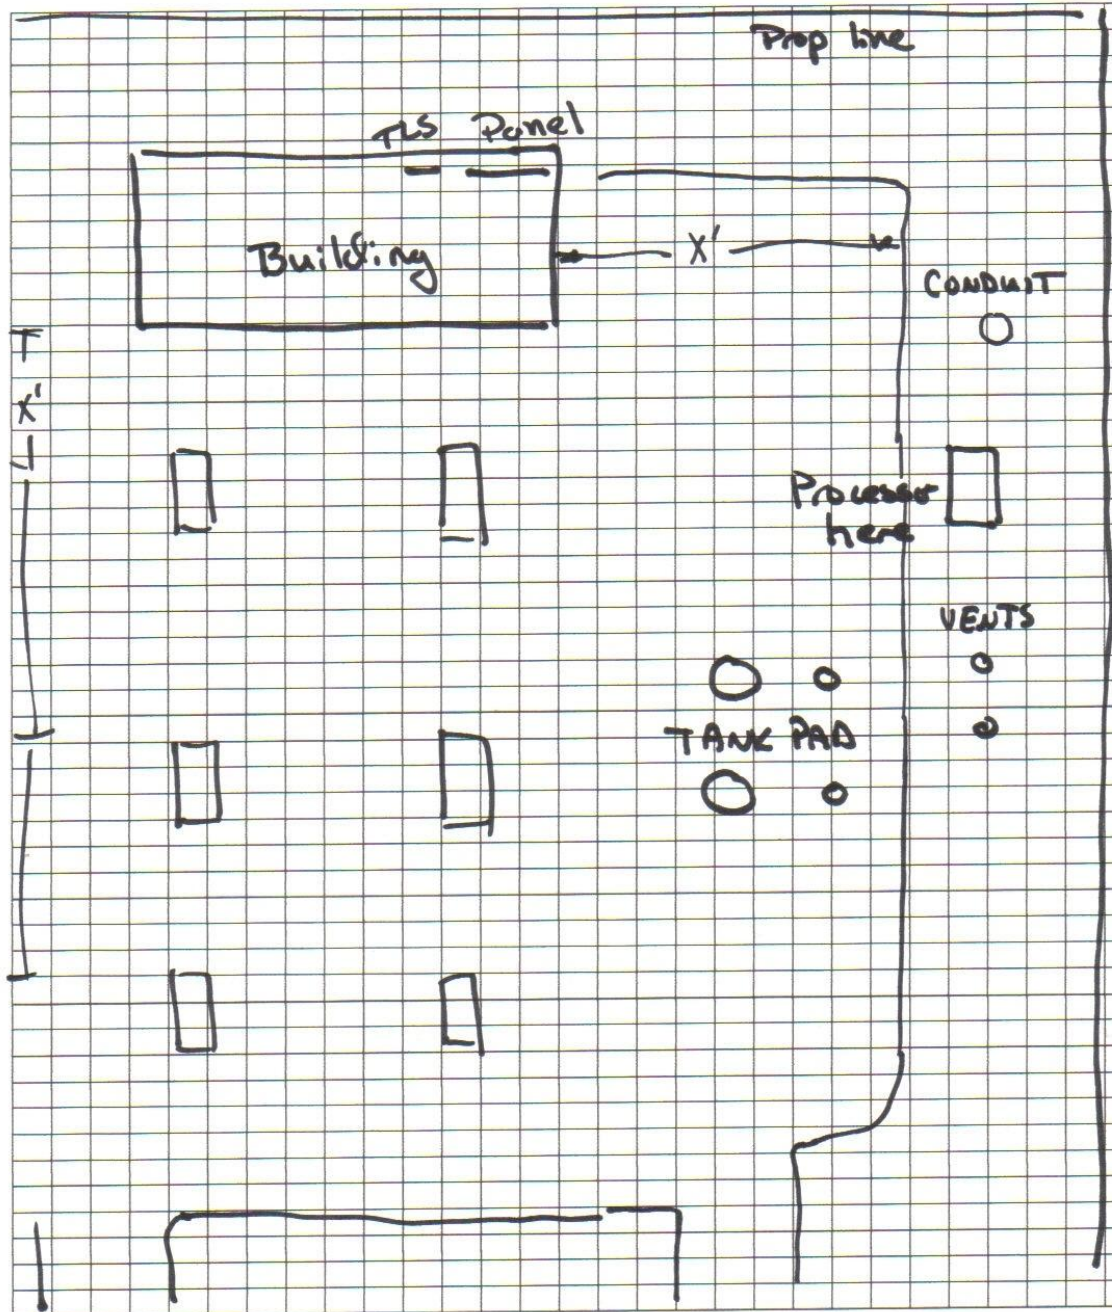 Prop line
TLS Panel
Building
X'
CONDUIT
X'
Processor
here
VENTS
TANK PAD